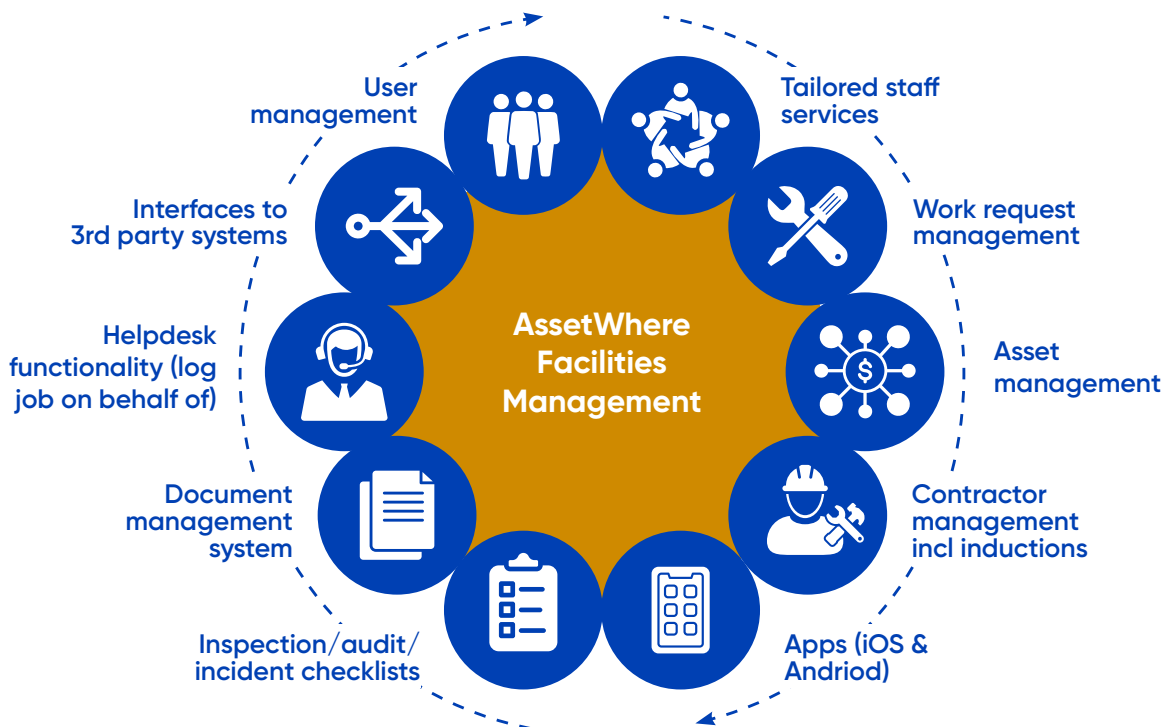 User
management
Tailored staff
services
Interfaces to
3rd party systems
Work request
management
AssetWhere
Facilities
Management
Helpdesk
functionality (log
job on behalf of)
$
Asset
management
Document
management
system
Contractor
management
incl inductions
Inspection/audit/
incident checklists
Apps (iOS &
Andriod)